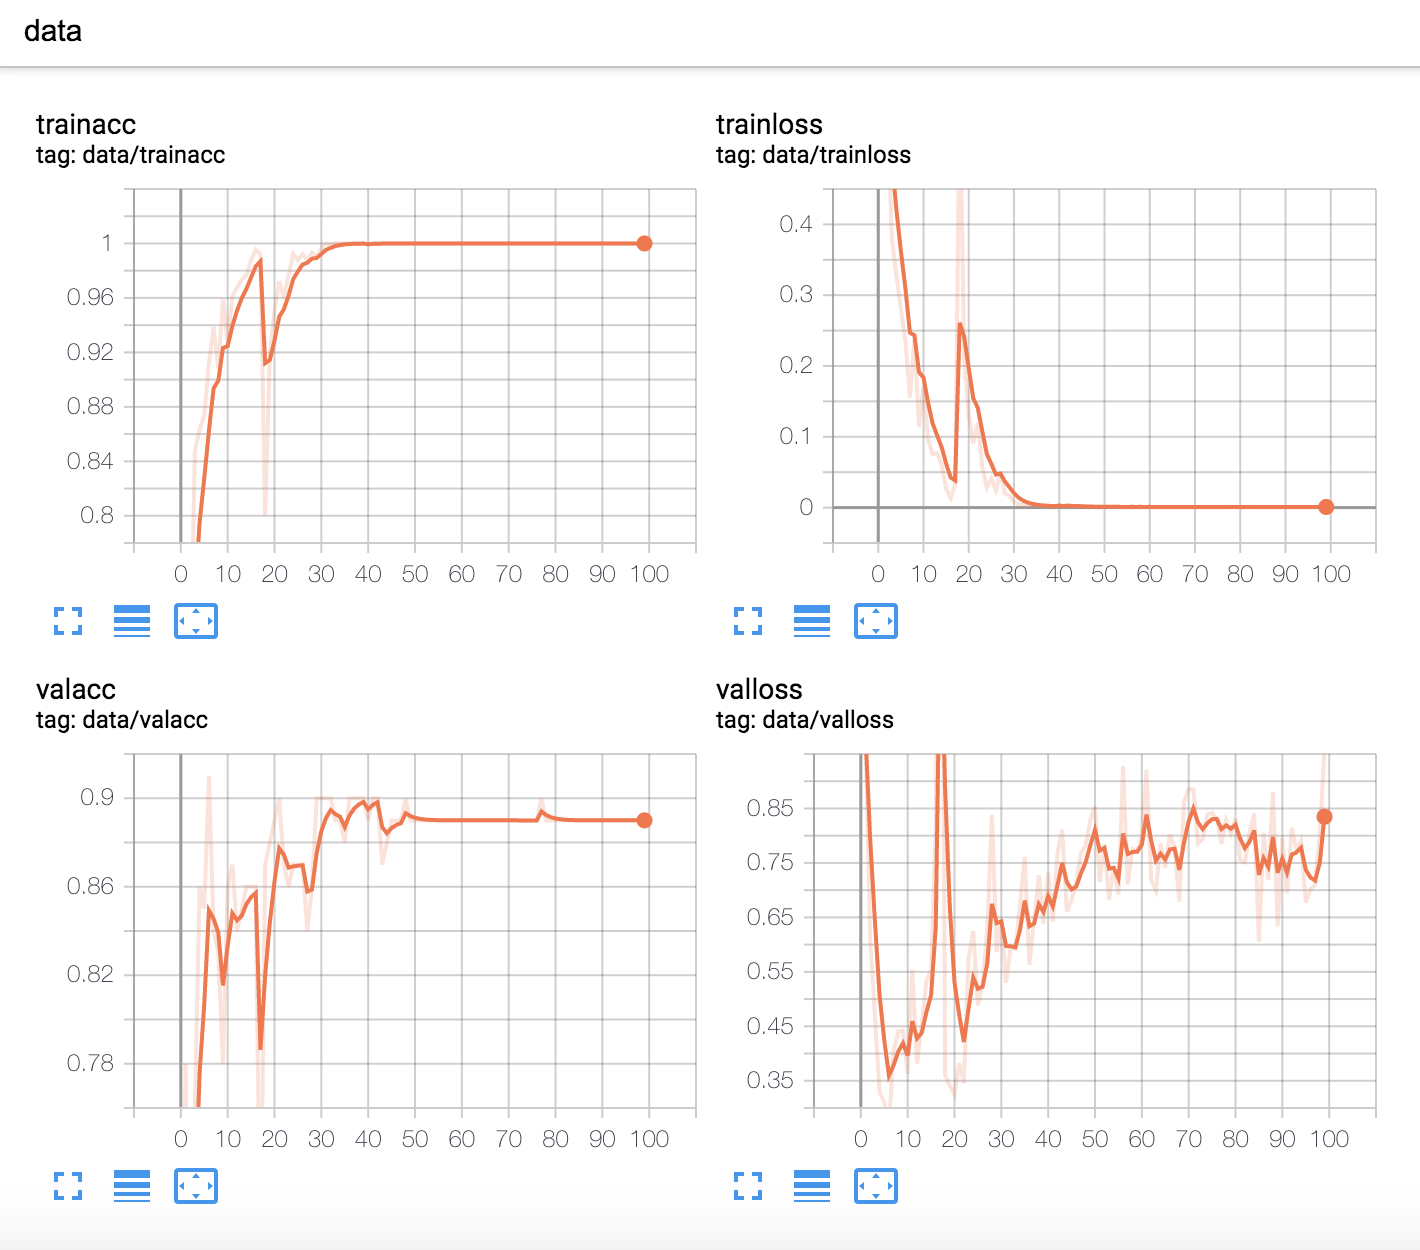 data
trainacc
tag: data/trainacc
1
0.96
0.92
0.88
0.84
0.8
0 10 20 30 40 50 60 70 80 90 100
trainloss
tag: data/trainloss
0.4
0.3
0.2
0.1
0
0 10 20 30 40 50 60 70 80 90 100
valacc
tag: data/valacc
0.9
0.86
0.82
0.78
0 10 20 30 40 50 60 70 80 90 100
valloss
tag: data/valloss
0.85
0.75
0.65
0.55
0.45
0.35
0 10 20 30 40 50 60 70 80 90 100